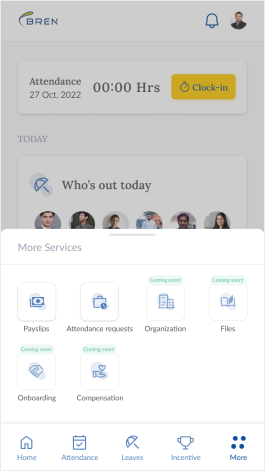 BREN
Attendance
27 Oct, 2022
00:00 Hrs
Clock-in
TODAY
Who's out today
More Services
Coming soon!
Coming soon!
Payslips
Attendance requests
Organization
Files
Coming soon!
Coming soon!
Onboarding
Compensation
Home
Attendance
Leaves
Incentive
More